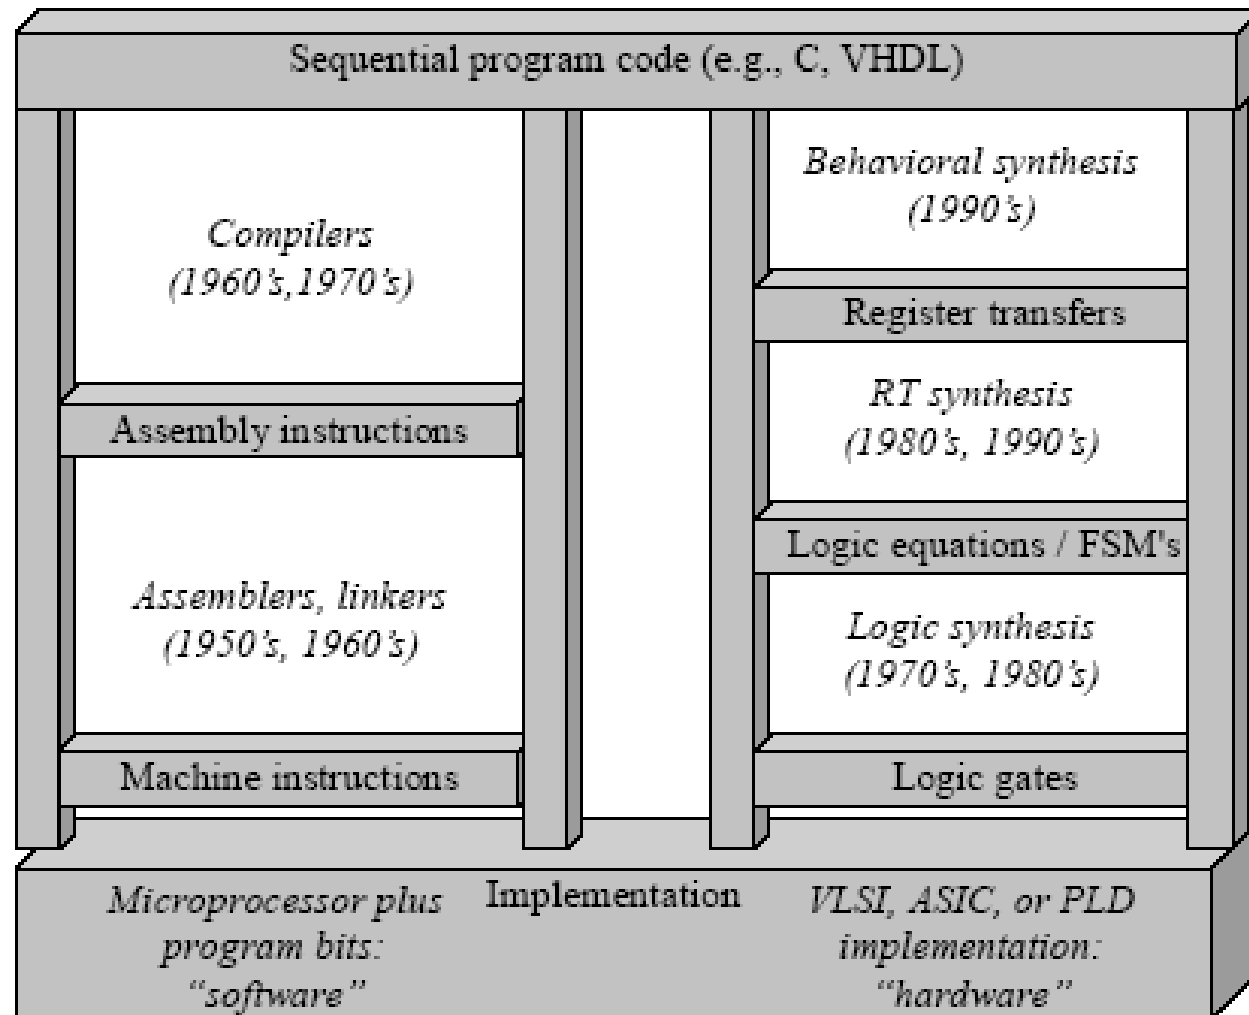 Sequential program code (e.g., C, VHDL)
Compilers
(1960's,1970's)
Assembly instructions
Assemblers, linkers
(1950's, 1960's)
Machine instructions
Behavioral synthesis
(1990's)
Register transfers
RT synthesis
(1980's, 1990's)
Logic equations / FSM's
Logic synthesis
(1970's, 1980's)
Logic gates
Microprocessor plus
program bits:
“software”
Implementation
VLSI, ASIC, or PLD
implementation:
“hardware”